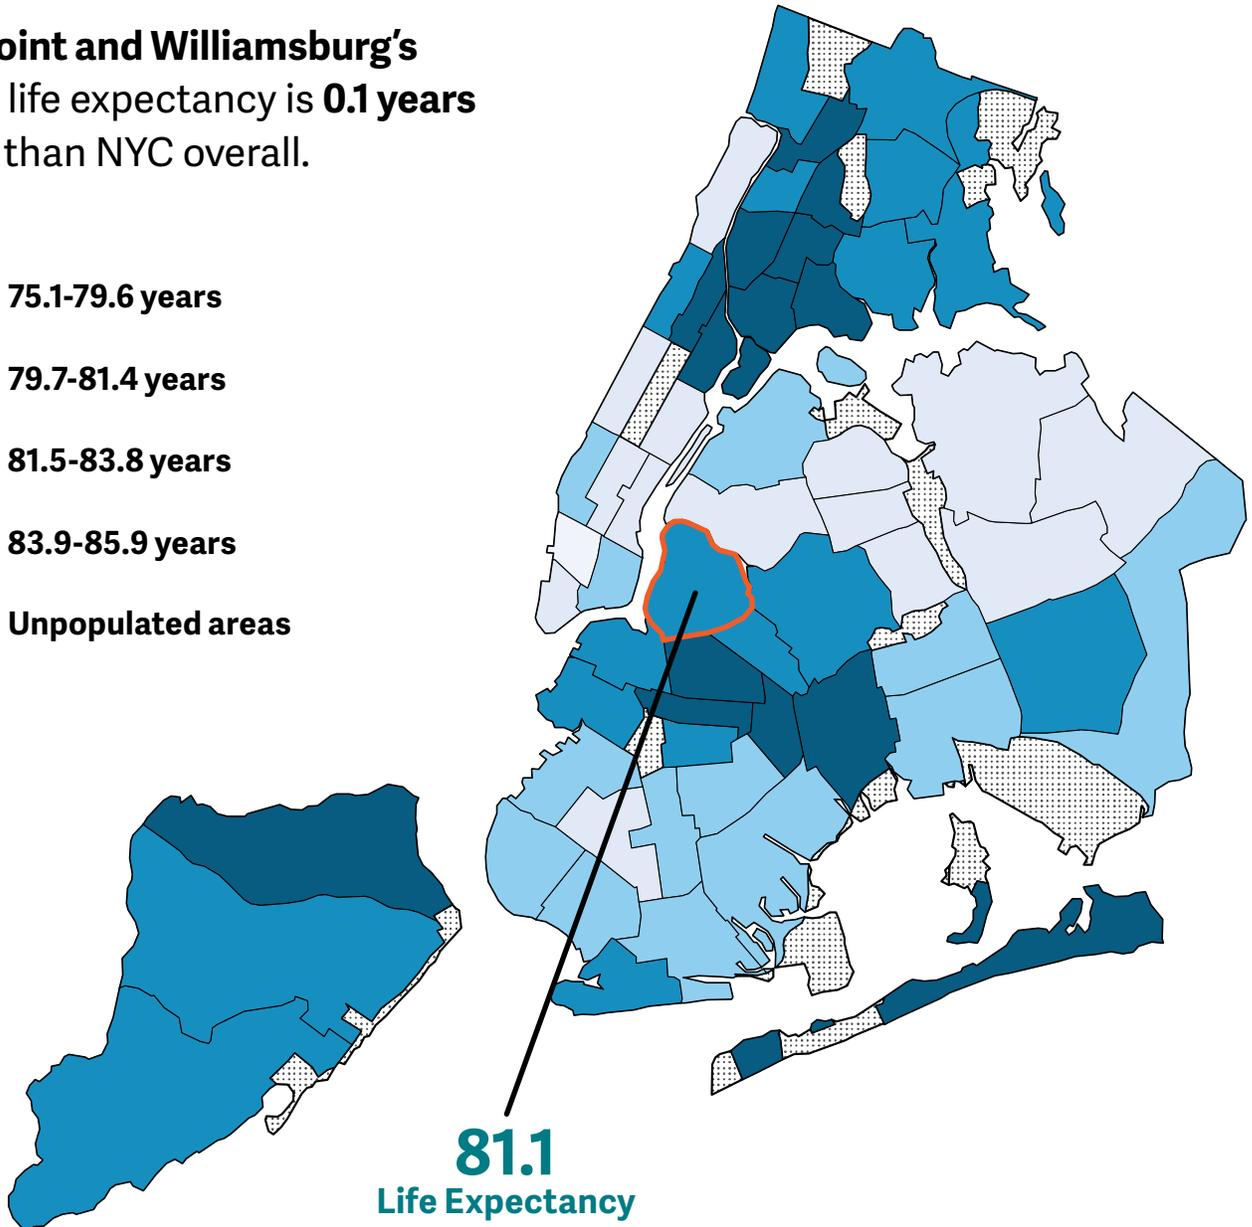 oint and Williamsburg's
life expectancy is 0.1 years
than NYC overall.
75.1-79.6 years
79.7-81.4 years
81.5-83.8 years
83.9-85.9 years
Unpopulated areas
81.1
Life Expectancy